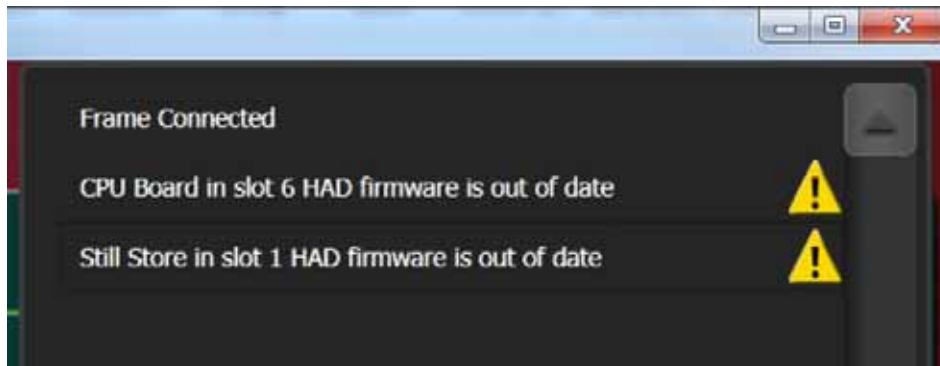 Frame Connected
CPU Board in slot 6 HAD firmware is out of date
Still Store in slot 1 HAD firmware is out of date